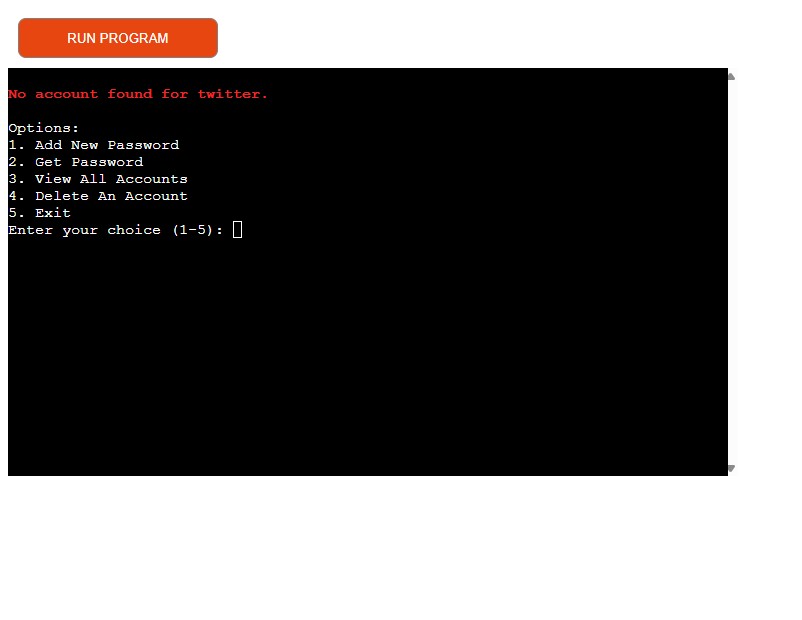 RUN PROGRAM
No account found for twitter.
Options:
1. Add New Password
2. Get Password
3. View All Accounts
4. Delete An Account
5. Exit
Enter your choice (1-5):